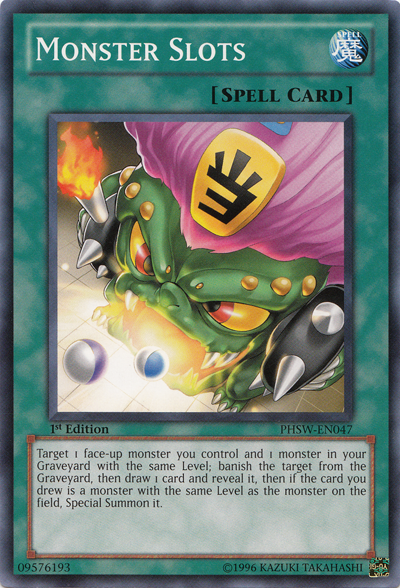 Monster Slots
SPELL
魔
[Spell Card]
当
1st Edition
PHSW-EN047
Target 1 face-up monster you control and 1 monster in your
Graveyard with the same Level; banish the target from the
Graveyard, then draw 1 card and reveal it, then if the card you
drew is a monster with the same Level as the monster on the
field, Special Summon it.
09576193
©1996 KAZUKI TAKAHASHI